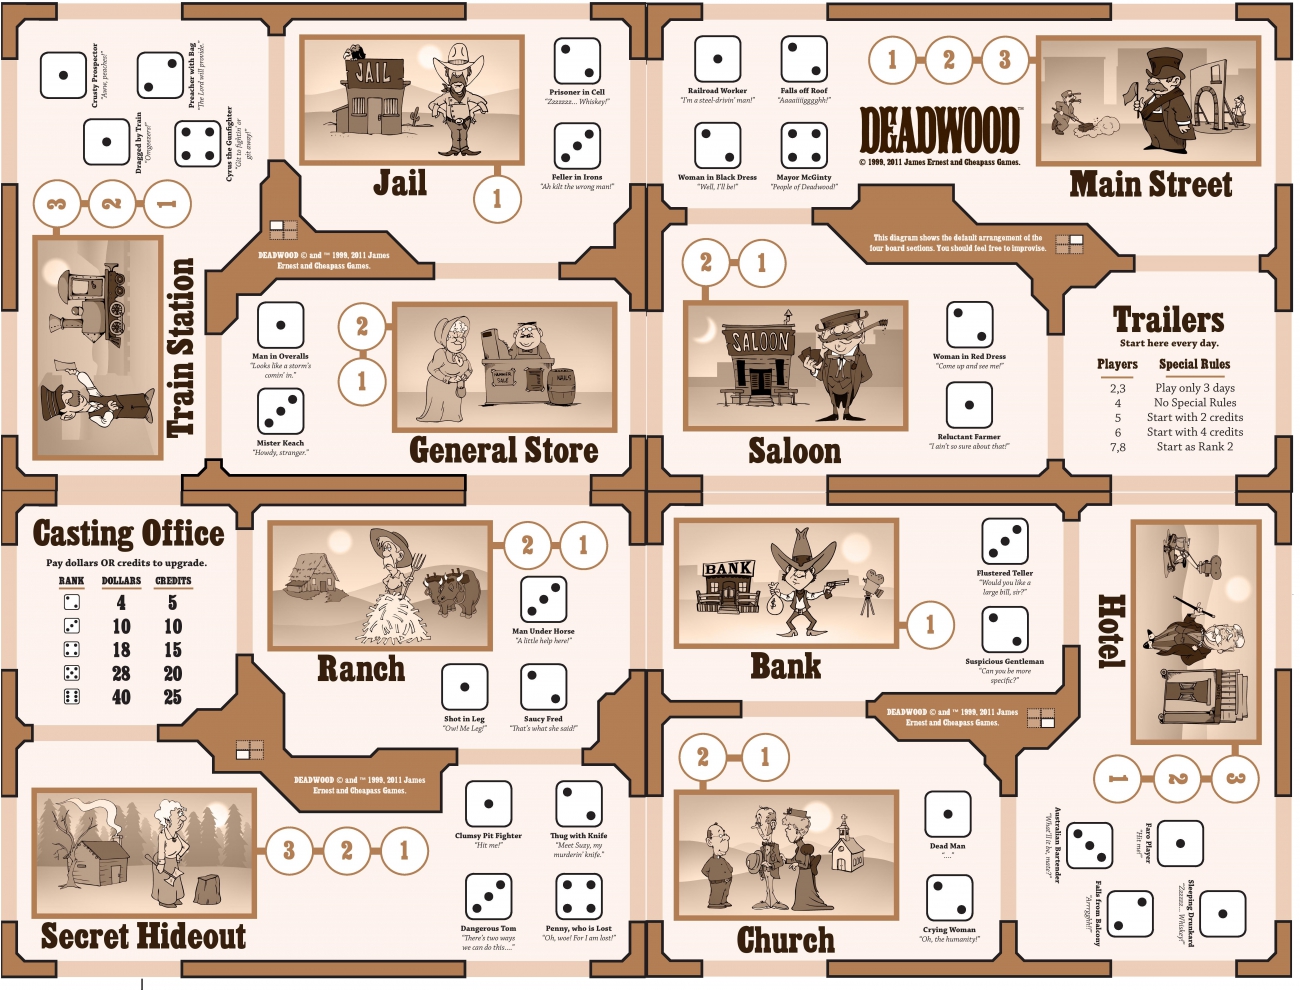 Crusty Prospector
"Aww, peaches!"
Preacher with Bag
"The Lord will provide."
Dragged by Train
"Omgeezers!"
Cyrus the Gunfighter
"Git to fightin' or
git away!"
3 2 1
Train Station
JAIL
Jail
1
Prisoner in Cell
"Zzzzzzz... Whiskey!"
Feller in Irons
"Ah kilt the wrong man!"
DEADWOOD © and ™ 1999, 2011 James
Ernest and Cheapass Games.
Man in Overalls
"Looks like a storm's
comin' in."
Mister Keach
"Howdy, stranger."
2
1
SUMMER
SALE
NAILS
General Store
Railroad Worker
"I'm a steel-drivin' man!"
Falls off Roof
"Aaaaiiiiggggghh!"
Woman in Black Dress
"Well, I'll be!"
Mayor McGinty
"People of Deadwood!"
1 2 3
DEADWOOD™
© 1999, 2011 James Ernest and Cheapass Games.
Main Street
This diagram shows the default arrangement of the
four board sections. You should feel free to improvise.
2 1
SALOON
Saloon
Woman in Red Dress
"Come up and see me!"
Reluctant Farmer
"I ain't so sure about that!"
Trailers
Start here every day.
Players Special Rules
2,3 Play only 3 days
4 No Special Rules
5 Start with 2 credits
6 Start with 4 credits
7,8 Start as Rank 2
Casting Office
Pay dollars OR credits to upgrade.
RANK DOLLARS CREDITS
4 5
10 10
18 15
28 20
40 25
Ranch
2 1
Man Under Horse
"A little help here!"
Shot in Leg
"Ow! Me Leg!"
Saucy Fred
"That's what she said!"
DEADWOOD © and ™ 1999, 2011 James
Ernest and Cheapass Games.
3 2 1
Secret Hideout
Clumsy Pit Fighter
"Hit me!"
Thug with Knife
"Meet Suzy, my
murderin' knife."
Dangerous Tom
"There's two ways
we can do this...."
Penny, who is Lost
"Oh, woe! For I am lost!"
BANK
Bank
1
Flustered Teller
"Would you like a
large bill, sir?"
Suspicious Gentleman
"Can you be more
specific?"
DEADWOOD © and ™ 1999, 2011 James
Ernest and Cheapass Games.
2 1
Church
Dead Man
"...."
Crying Woman
"Oh, the humanity!"
Hotel
1 2 3
Australian Bartender
"What'll it be, mate?"
Faro Player
"Hit me!"
Falls from Balcony
"Arrrgghh!!"
Sleeping Drunkard
"Zzzzzz... Whiskey!"